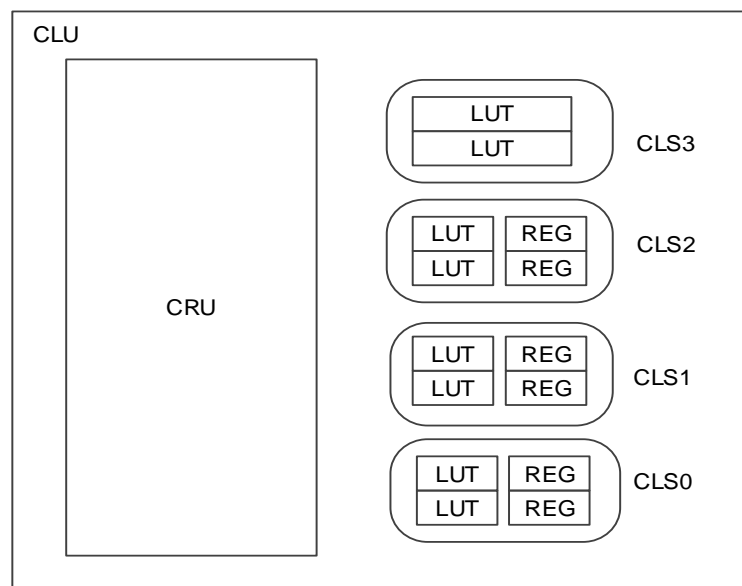 CLU
LUT
LUT
CLS3
LUT REG
LUT REG
CLS2
CRU
LUT REG
LUT REG
CLS1
LUT REG
LUT REG
CLS0